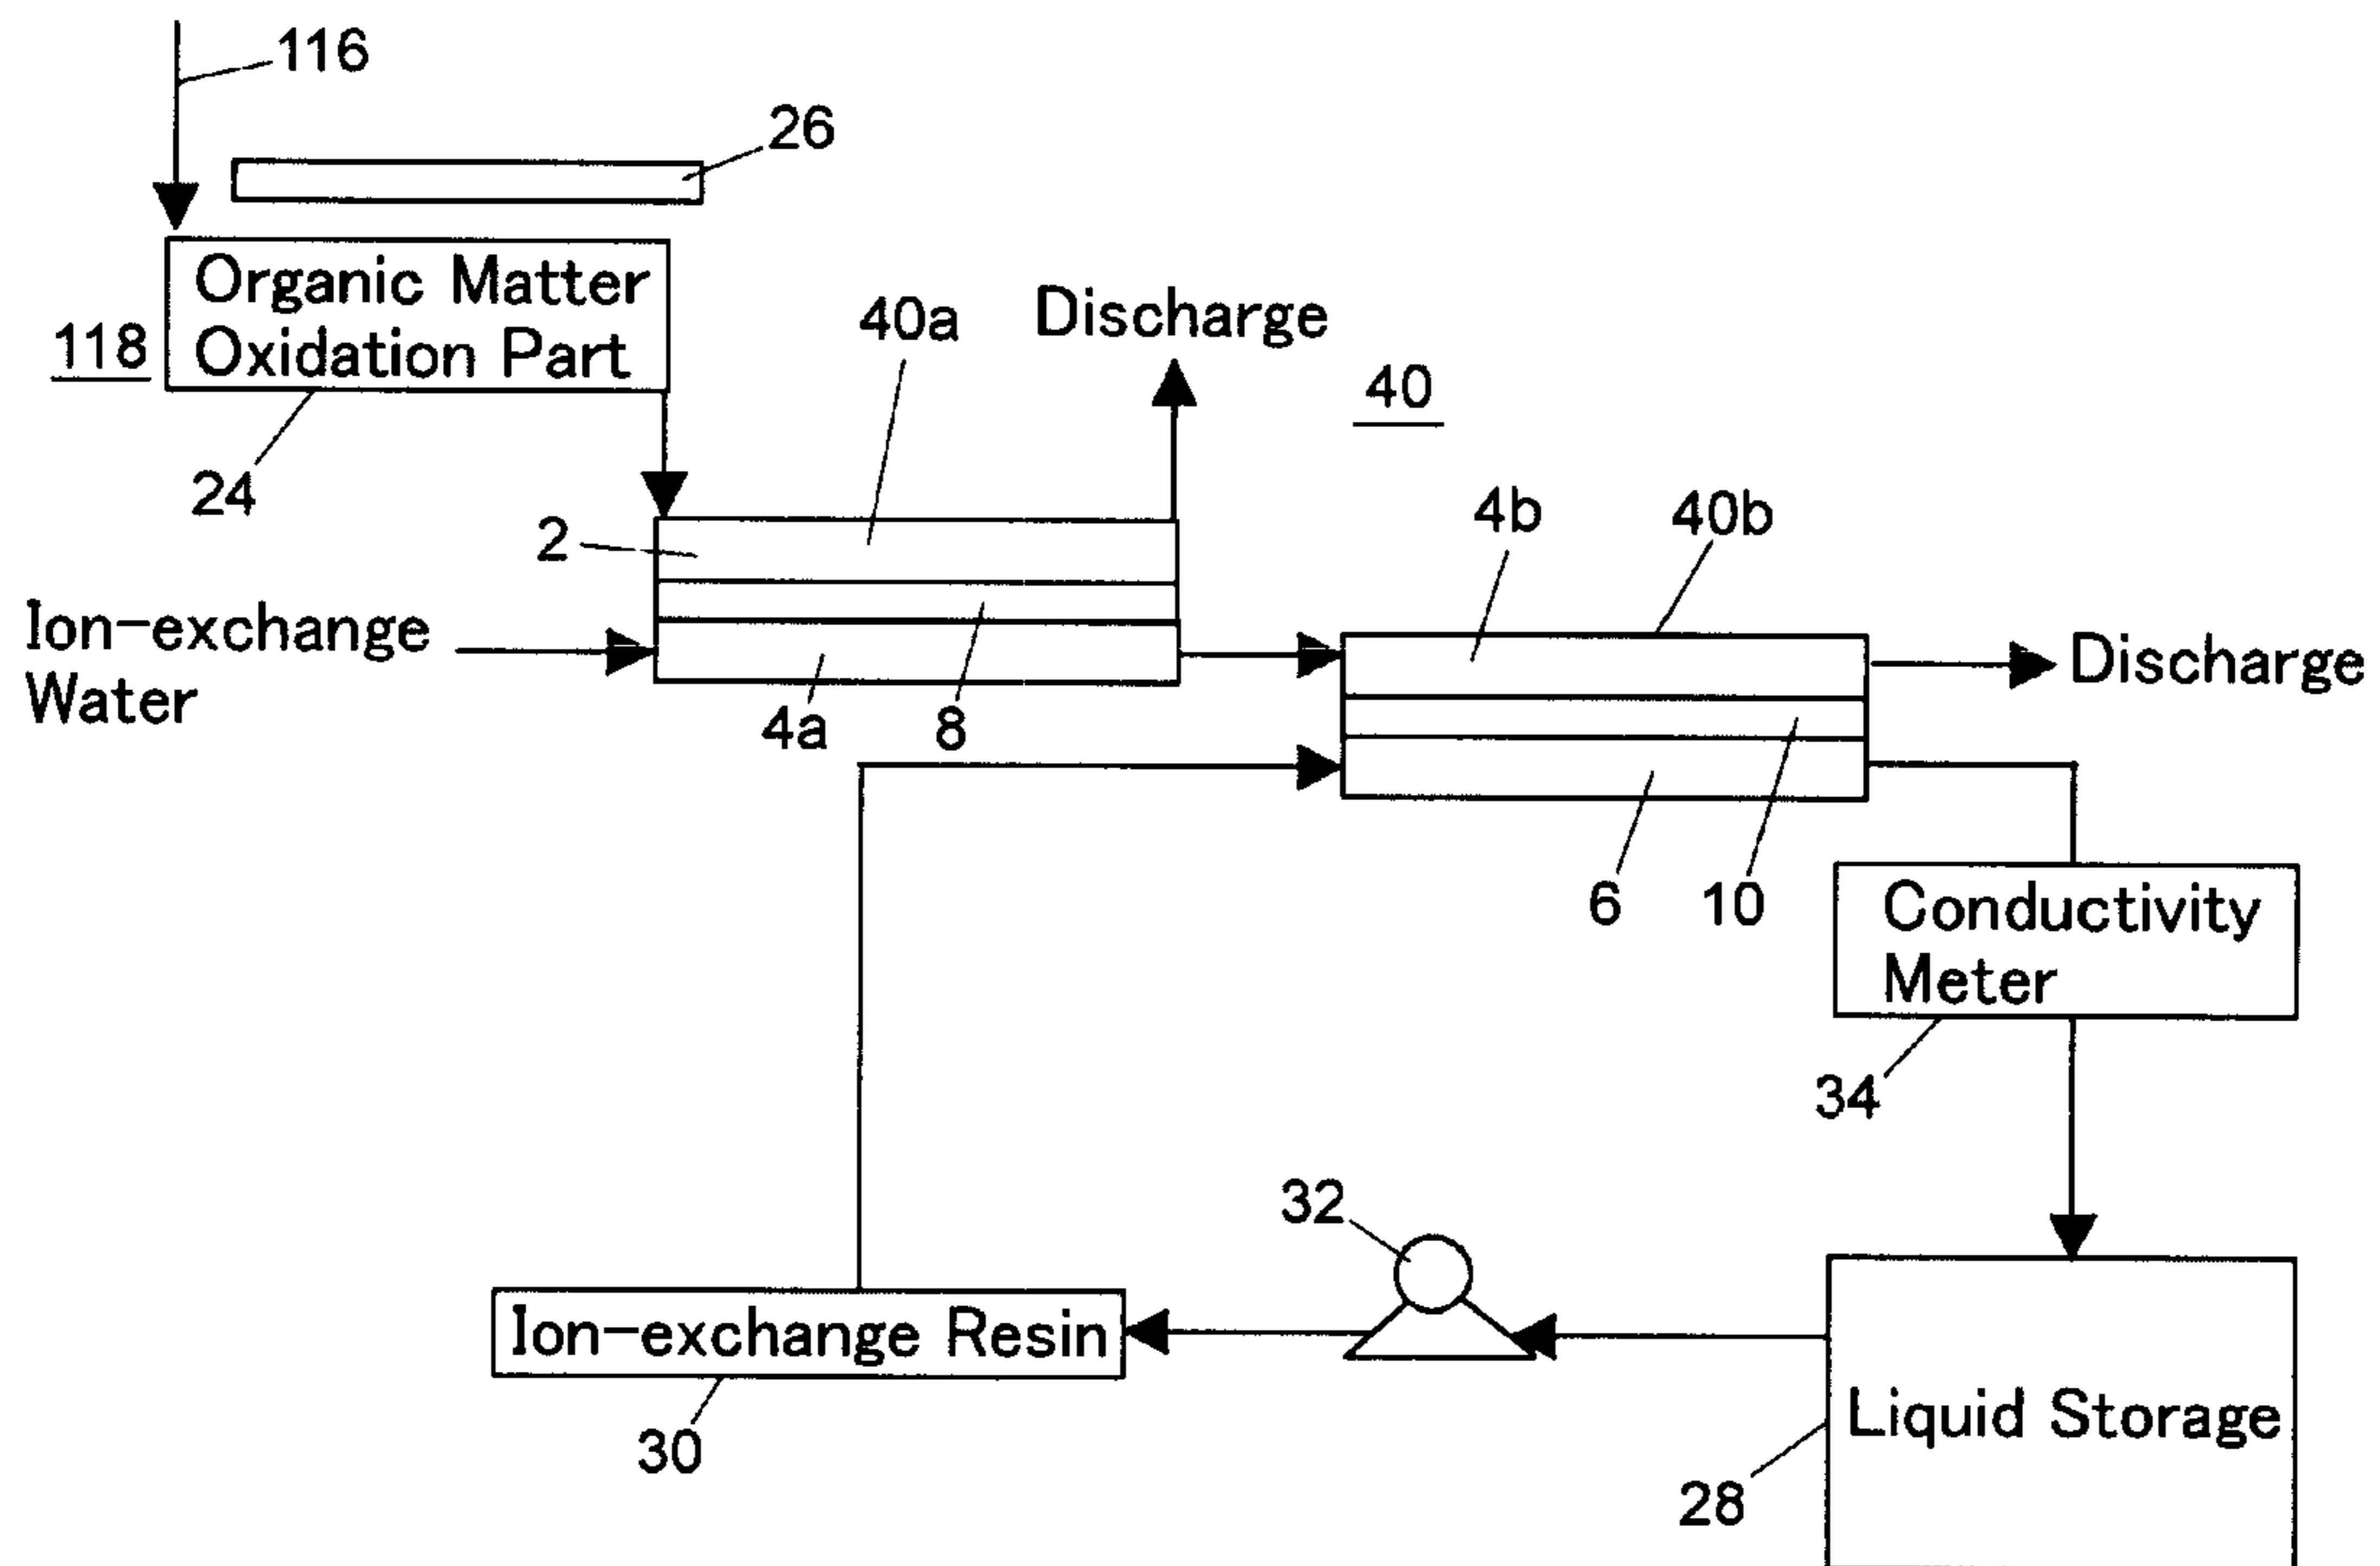 116
26
Organic Matter
Oxidation Part
118
24
40a
Discharge
40
2
4b
40b
Ion-exchange
Water
4a
8
Discharge
6
10
Conductivity
Meter
34
32
Ion-exchange Resin
30
Liquid Storage
28